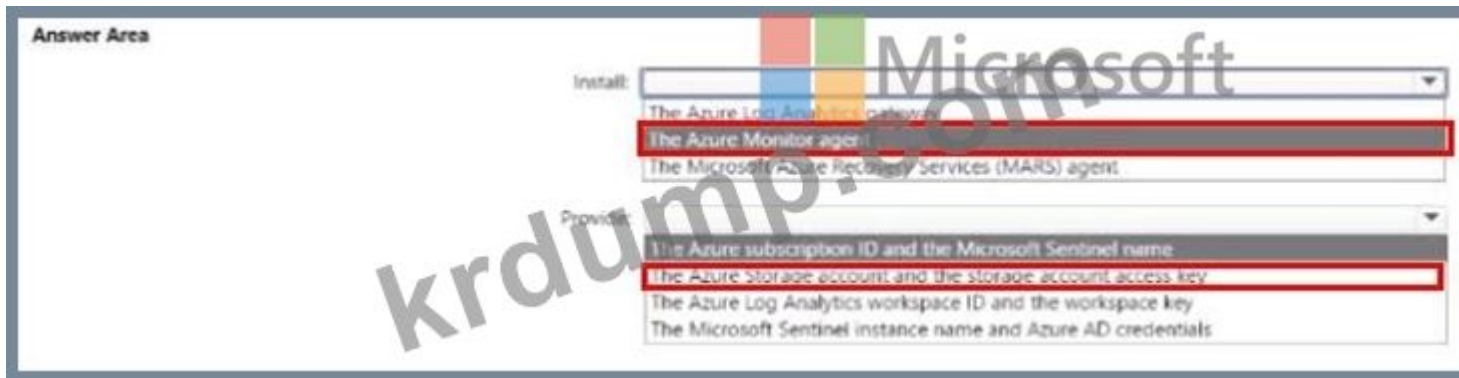 Answer Area
Microsoft
Install:
The Azure Log Analytics gateway
The Azure Monitor agent
The Microsoft Azure Recovery Services (MARS) agent
Provide:
The Azure subscription ID and the Microsoft Sentinel name
The Azure Storage account and the storage account access key
The Azure Log Analytics workspace ID and the workspace key
The Microsoft Sentinel instance name and Azure AD credentials
krdump.com